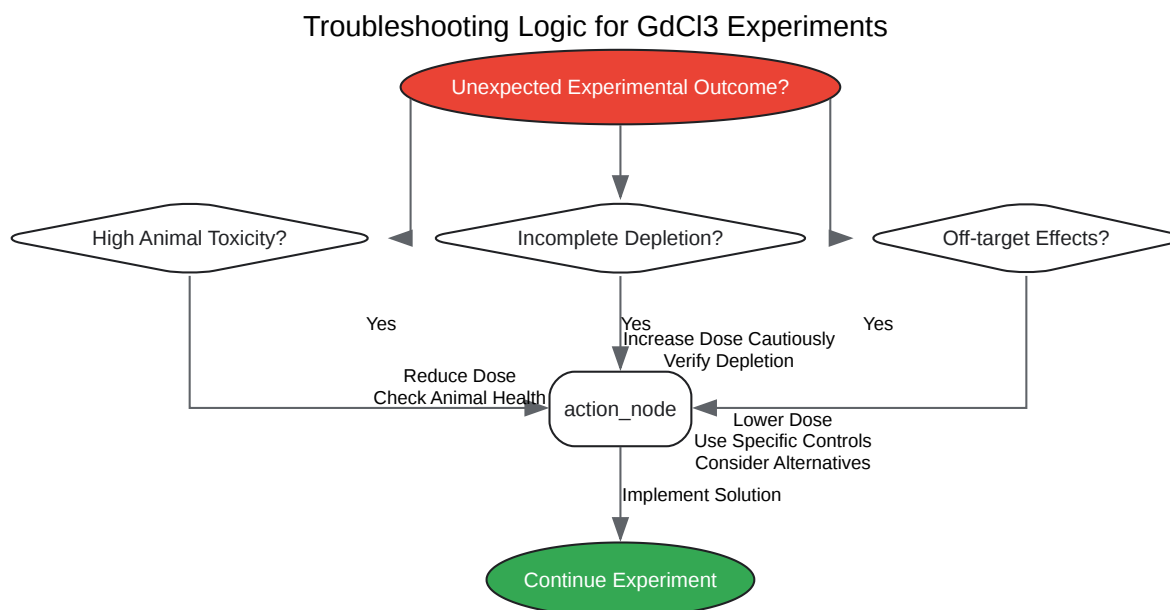 Troubleshooting Logic for GdCl3 Experiments
Unexpected Experimental Outcome?
High Animal Toxicity?
Incomplete Depletion?
Off-target Effects?
Yes
Yes
Yes
Increase Dose Cautiously
Verify Depletion
Reduce Dose
Check Animal Health
action_node
Lower Dose
Use Specific Controls
Consider Alternatives
Implement Solution
Continue Experiment